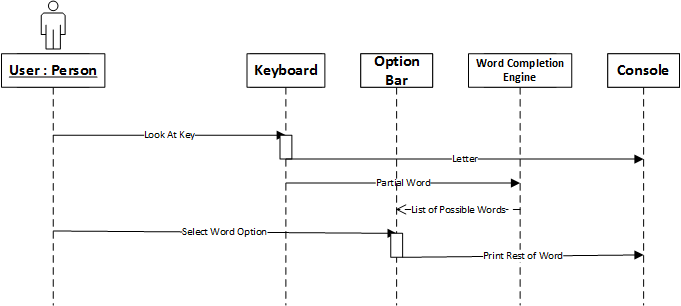 User : Person
Keyboard
Option
Bar
Word Completion
Engine
Console
Look At Key
Letter
Partial Word
List of Possible Words
Select Word Option
Print Rest of Word